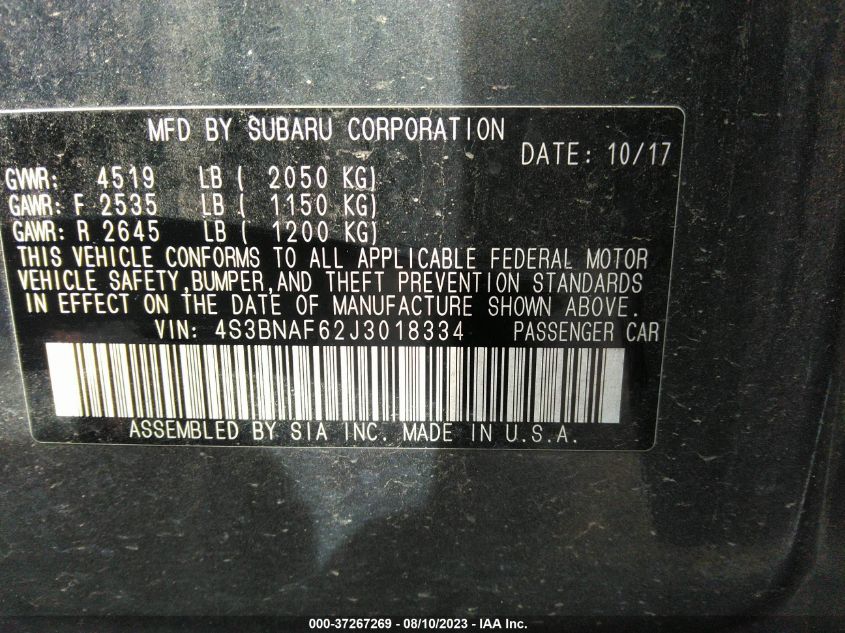 MFD BY SUBARU CORPORATION
DATE: 10/17
GVWR: 4519 LB ( 2050 KG)
GAWR: F 2535 LB ( 1150 KG)
GAWR: R 2645 LB ( 1200 KG)
THIS VEHICLE CONFORMS TO ALL APPLICABLE FEDERAL MOTOR
VEHICLE SAFETY,BUMPER,AND THEFT PREVENTION STANDARDS
IN EFFECT ON THE DATE OF MANUFACTURE SHOWN ABOVE.
VIN: 4S3BNAF62J3018334 PASSENGER CAR
ASSEMBLED BY SIA INC. MADE IN U.S.A.
000-37267269 - 08/10/2023 - IAA Inc.